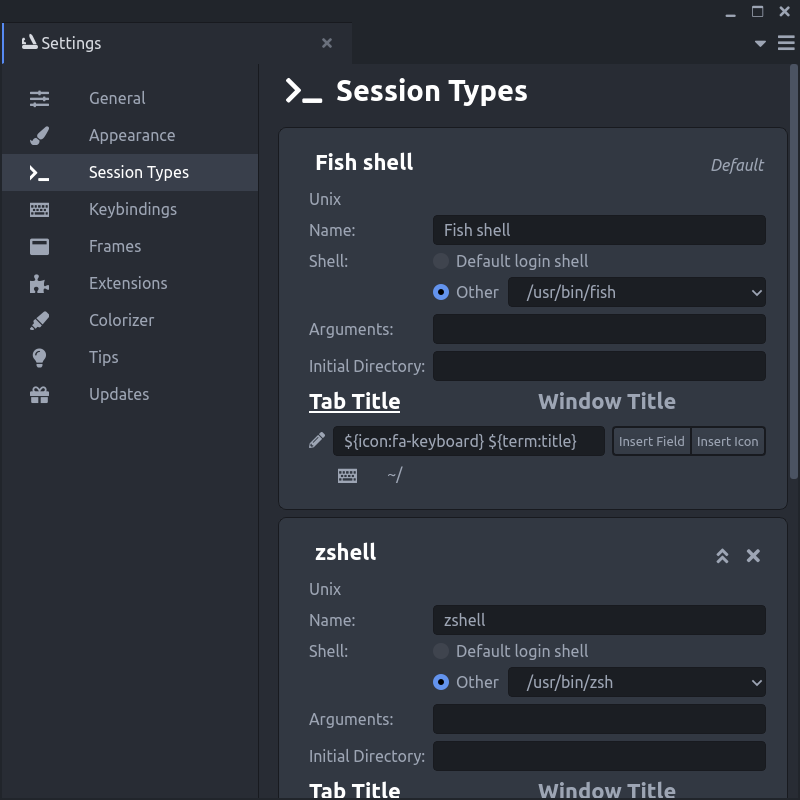 Settings
General
Appearance
Session Types
Keybindings
Frames
Extensions
Colorizer
Tips
Updates
Session Types
Fish shell
Default
Unix
Name: Fish shell
Shell: Default login shell
Other /usr/bin/fish
Arguments:
Initial Directory:
Tab Title Window Title
${icon:fa-keyboard} ${term:title} Insert Field Insert Icon
~/
zshell
Unix
Name: zshell
Shell: Default login shell
Other /usr/bin/zsh
Arguments:
Initial Directory:
Tab Title Window Title